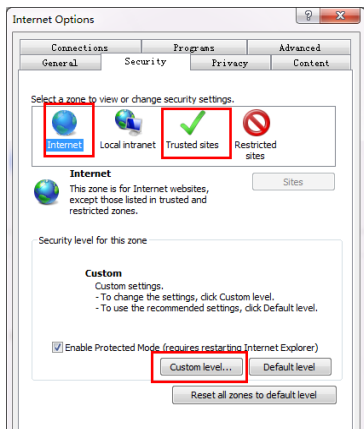 Internet Options
?
X
Connections Programs Advanced
General Security Privacy Content
Select a zone to view or change security settings.
Internet Local intranet Trusted sites Restricted
sites
Internet
This zone is for Internet websites,
except those listed in trusted and
restricted zones.
Sites
Security level for this zone
Custom
Custom settings.
- To change the settings, click Custom level.
- To use the recommended settings, click Default level.
Enable Protected Mode (requires restarting Internet Explorer)
Custom level... Default level
Reset all zones to default level